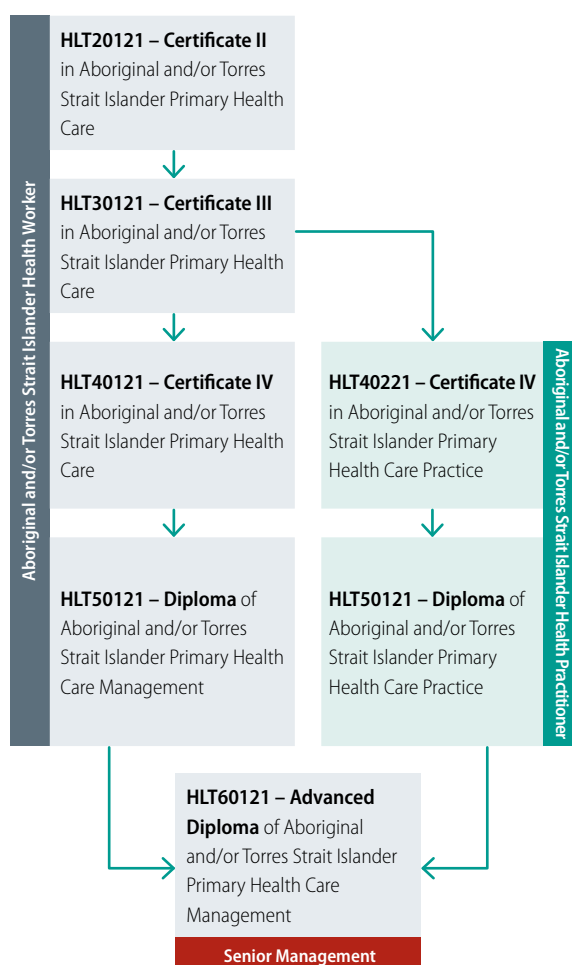 Aboriginal and/or Torres Strait Islander Health Worker
HLT20121 – Certificate II
in Aboriginal and/or Torres
Strait Islander Primary Health
Care
HLT30121 – Certificate III
in Aboriginal and/or Torres
Strait Islander Primary Health
Care
HLT40121 – Certificate IV
in Aboriginal and/or Torres
Strait Islander Primary Health
Care
HLT40221 – Certificate IV
in Aboriginal and/or Torres
Strait Islander Primary
Health Care Practice
Aboriginal and/or Torres Strait Islander Health Practitioner
HLT50121 – Diploma of
Aboriginal and/or Torres
Strait Islander Primary Health
Care Management
HLT50121 – Diploma of
Aboriginal and/or Torres
Strait Islander Primary
Health Care Practice
HLT60121 – Advanced
Diploma of Aboriginal
and/or Torres Strait Islander
Primary Health Care
Management
Senior Management